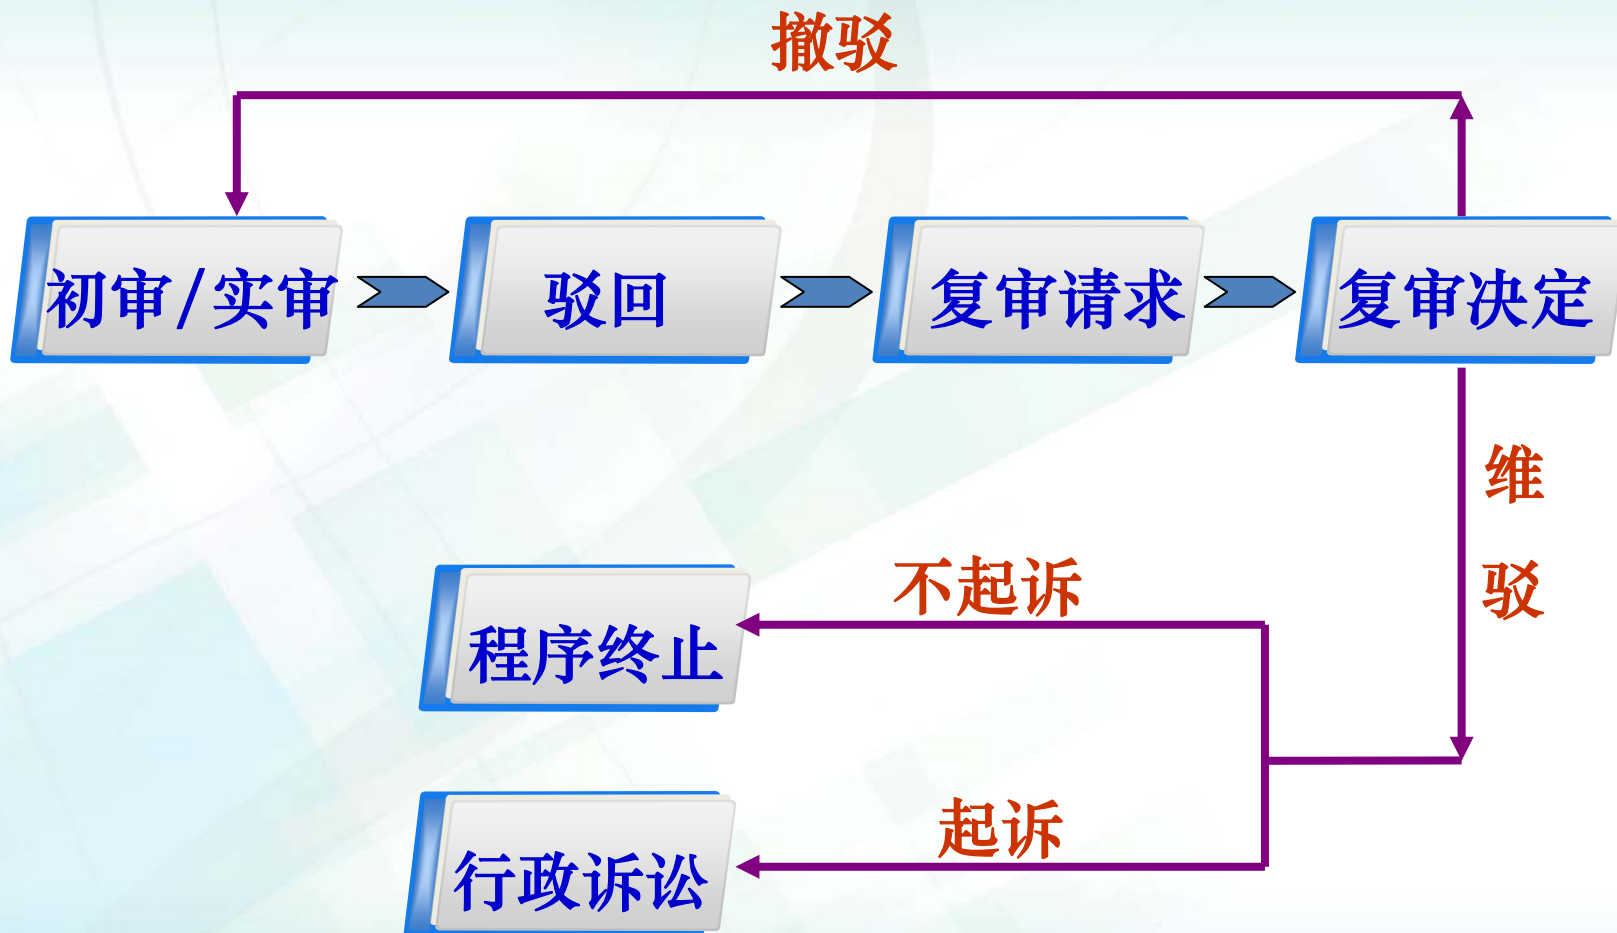 撤驳
初审/实审
驳回
复审请求
复审决定
维
驳
不起诉
程序终止
起诉
行政诉讼